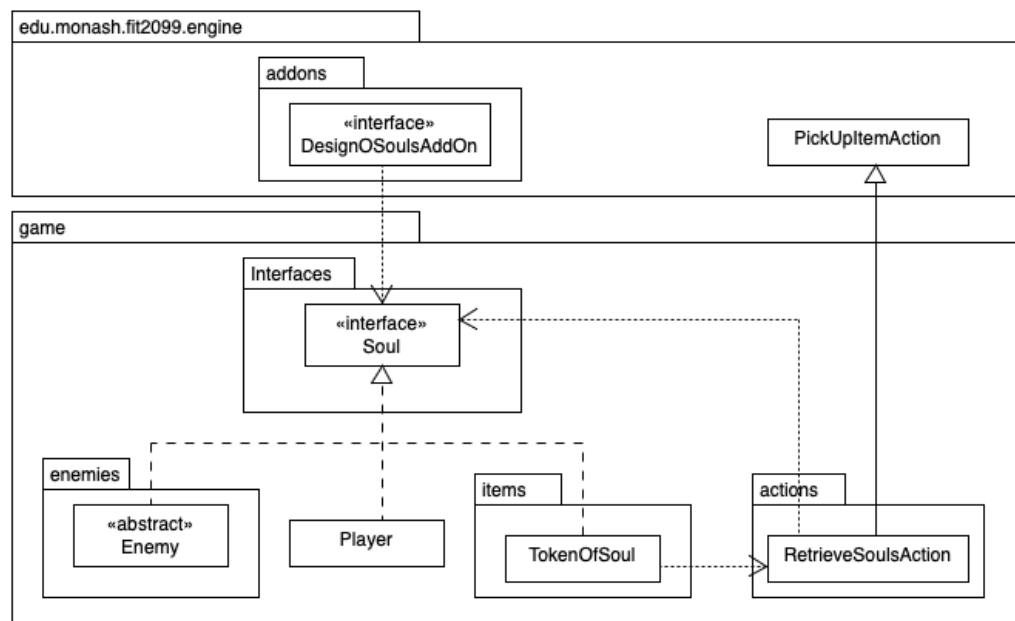 edu.monash.fit2099.engine
addons
«interface»
DesignOSoulsAddOn
PickUpItemAction
game
Interfaces
«interface»
Soul
enemies
«abstract»
Enemy
Player
items
TokenOfSoul
actions
RetrieveSoulsAction